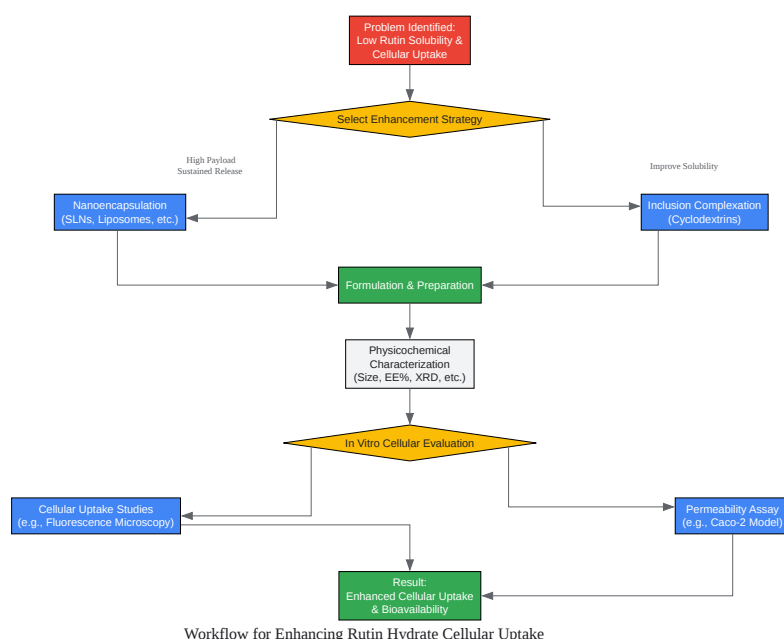 Problem Identified:
Low Rutin Solubility &
Cellular Uptake
Select Enhancement Strategy
High Payload
Sustained Release
Improve Solubility
Nanoencapsulation
(SLNs, Liposomes, etc.)
Inclusion Complexation
(Cyclodextrins)
Formulation & Preparation
Physicochemical
Characterization
(Size, EE%, XRD, etc.)
In Vitro Cellular Evaluation
Cellular Uptake Studies
(e.g., Fluorescence Microscopy)
Permeability Assay
(e.g., Caco-2 Model)
Result:
Enhanced Cellular Uptake
& Bioavailability
Workflow for Enhancing Rutin Hydrate Cellular Uptake